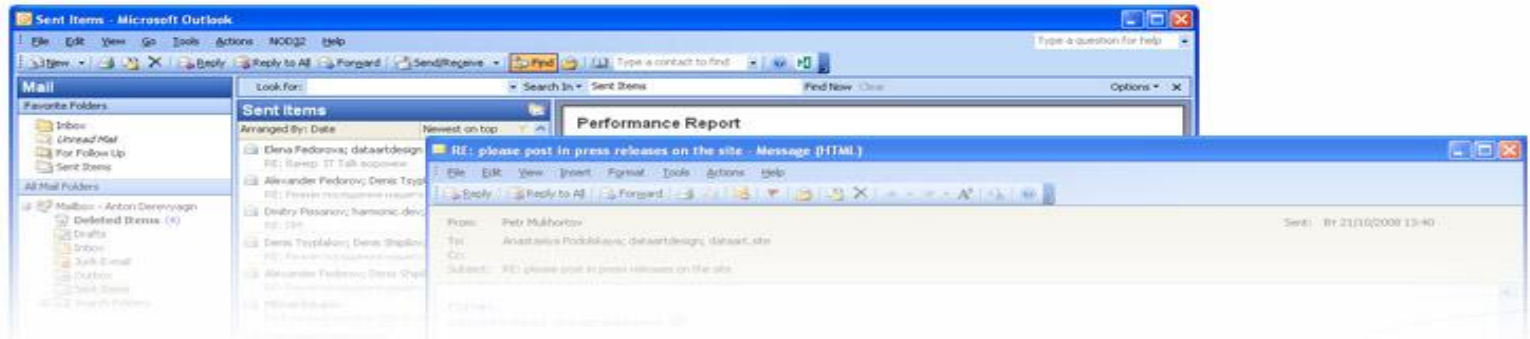 Sent Items - Microsoft Outlook
File Edit View Go Tools Actions NOD32 Help
Type a question for help
New Reply Reply to All Forward Send/Receive Find Type a contact to find
Mail
Look for: Search In Sent Items Find Now Clear Options
Favorite Folders
Inbox
Unread Mail
For Follow Up
Sent Items
All Mail Folders
Mailbox - Anton Derevyagin
Deleted Items (4)
Drafts
Inbox
Junk E-mail
Outbox
Sent Items
Search Folders
Sent Items
Arranged By: Date Newest on top
Elena Fedorova; dataartdesign
Alexander Fedorov; Denis Tsypl
Dmitry
Denis Tsyplakov; Denis Shipilov;
Alexander Fedorov; Denis Ship
Performance Report
RE: please post in press releases on the site - Message (HTML)
File Edit View Insert Format Tools Actions Help
Reply Reply to All Forward
From: Petr Mukhortov Sent: Вт 21/10/2008 13:40
To: Anastasiya dataartdesign; dataart.site
Cc:
Subject: RE: please post in press releases on the site